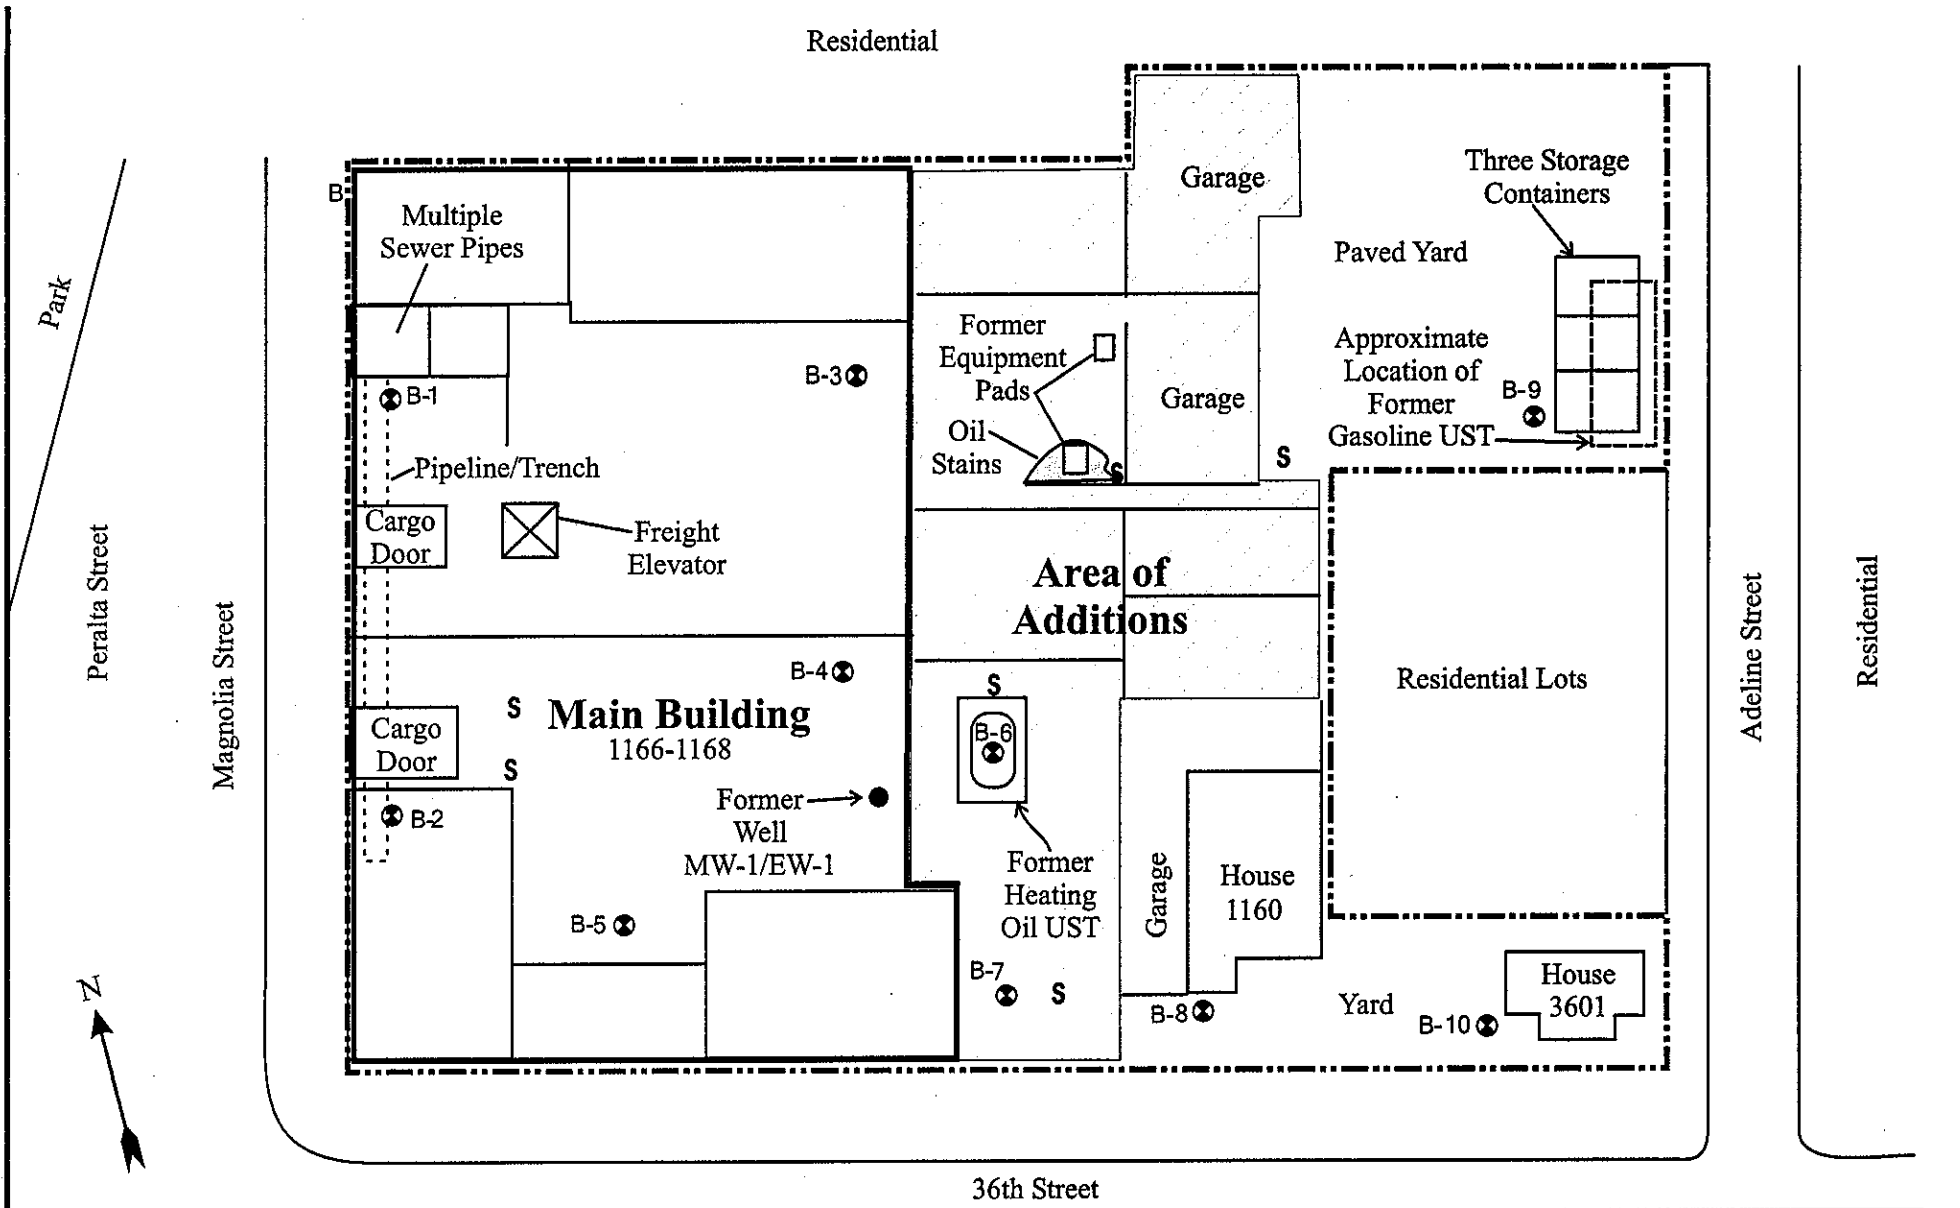 Residential
Three Storage
Containers
Garage
B
Multiple
Sewer Pipes
Paved Yard
Park
Former
Equipment
Pads
Approximate
Location of
Former
Gasoline UST
B-3
B-1
B-9
Garage
Oil
Stains
S
S
Pipeline/Trench
Cargo
Door
Freight
Elevator
Area of
Additions
Peralta Street
Magnolia Street
Adeline Street
Residential
B-4
S
Residential Lots
S
Main Building
1166-1168
Cargo
Door
S
B-6
Former
Well
MW-1/EW-1
B-2
Former
Heating
Oil UST
Garage
House
1160
B-5
B-7
S
N
House
3601
Yard
B-8
B-10
36th Street